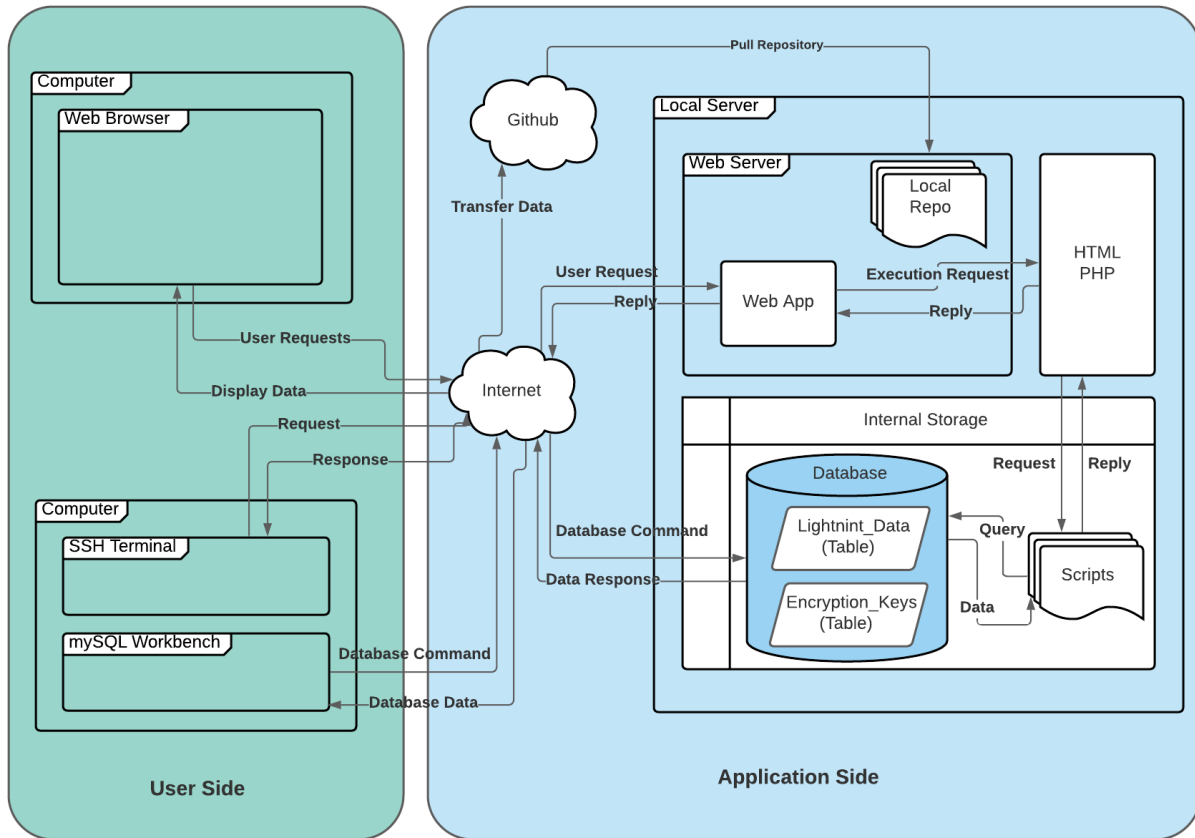 Pull Repository
Computer
Web Browser
Github
Local Server
Web Server
Local
Repo
Transfer Data
HTML
PHP
User Request
Execution Request
Web App
Reply
Reply
User Requests
Internet
Display Data
Request
Response
Internal Storage
Request
Reply
Database
Computer
SSH Terminal
Database Command
Lightnint_Data
(Table)
Query
Data Response
Scripts
Encryption_Keys
(Table)
Data
mySQL Workbench
Database Command
Database Data
User Side
Application Side